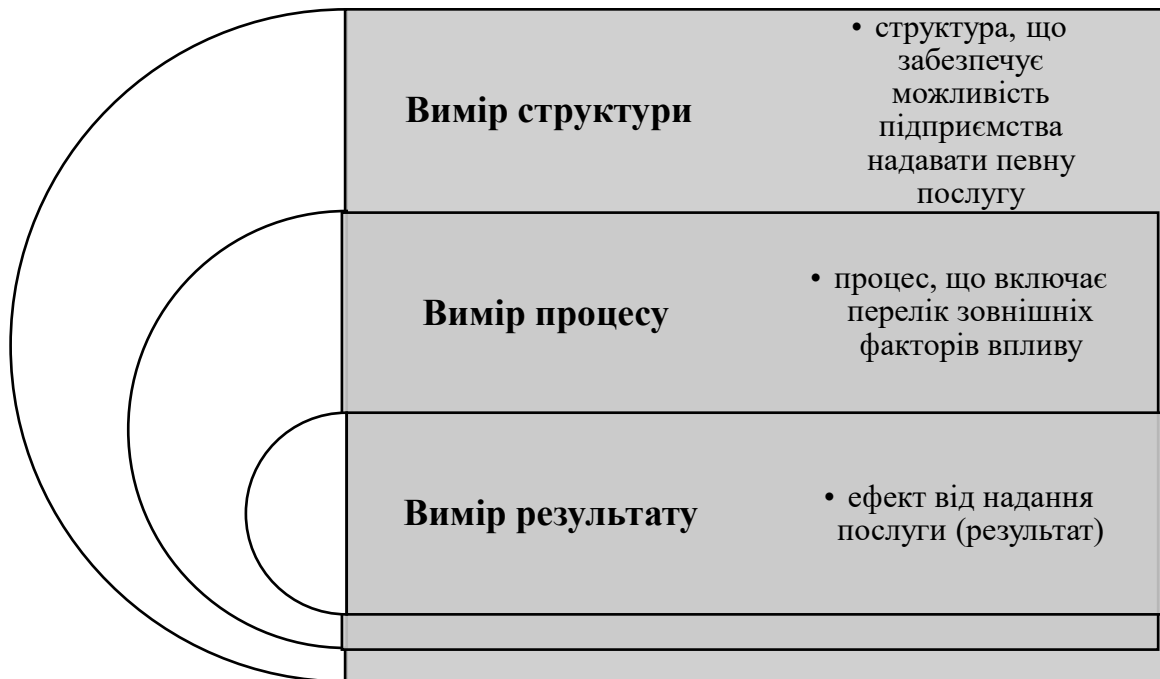 Вимір структури
• структура, що
забезпечує
можливість
підприємства
надавати певну
послугу
Вимір процесу
• процес, що включає
перелік зовнішніх
факторів впливу
Вимір результату
• ефект від надання
послуги (результат)